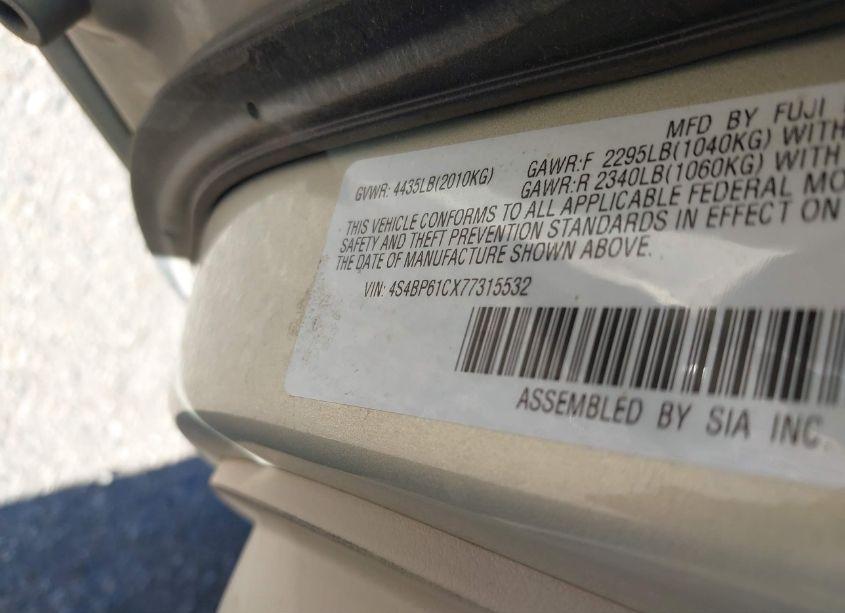 MFD BY FUJI
GVWR: 4435LB(2010KG) GAWR:F 2295LB(1040KG) WITH
GAWR:R 2340LB(1060KG) WITH
THIS VEHICLE CONFORMS TO ALL APPLICABLE FEDERAL MO
SAFETY AND THEFT PREVENTION STANDARDS IN EFFECT ON
THE DATE OF MANUFACTURE SHOWN ABOVE.
VIN: 4S4BP61CX77315532
ASSEMBLED BY SIA INC.